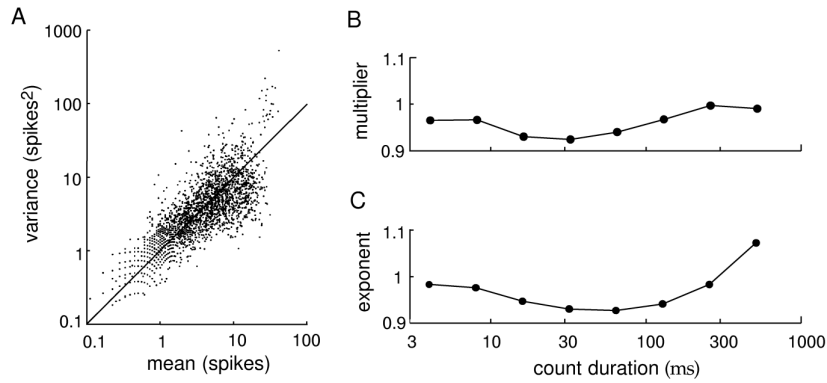 A
1000
100
10
1
0.1
variance (spikes2)
0.1
1
10
100
mean (spikes)
B
1.1
1
0.9
multiplier
C
1.1
1
0.9
exponent
3
10
30
100
300
1000
count duration (ms)